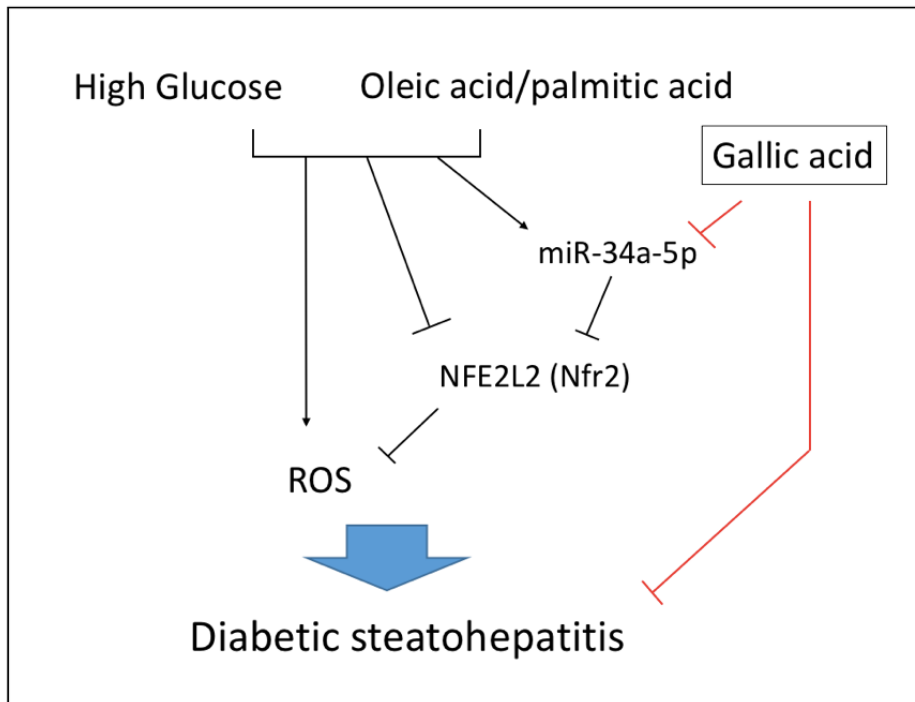 High Glucose
Oleic acid/palmitic acid
Gallic acid
miR-34a-5p
NFE2L2 (Nfr2)
ROS
Diabetic steatohepatitis